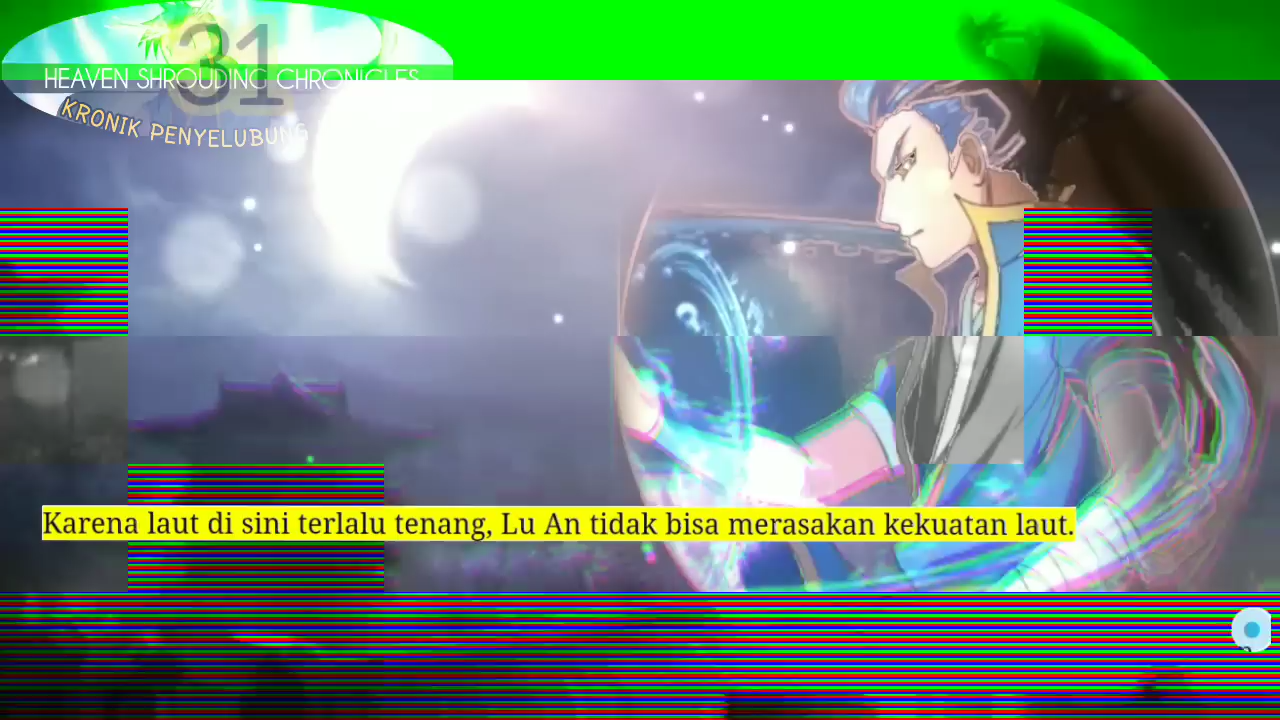 31
HEAVEN SHROUDING CHRONICLES
KRONIK PENYELUBUNG
Karena laut di sini terlalu tenang, Lu An tidak bisa merasakan kekuatan laut.